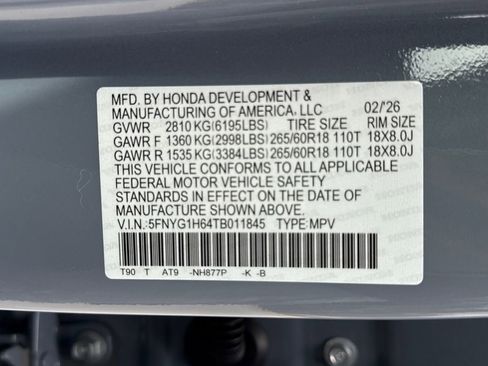 MFD. BY HONDA DEVELOPMENT &
MANUFACTURING OF AMERICA, LLC 02/'26
GVWR 2810 KG(6195LBS) TIRE SIZE RIM SIZE
GAWR F 1360 KG(2998LBS) 265/60R18 110T 18X8.0J
GAWR R 1535 KG(3384LBS) 265/60R18 110T 18X8.0J
THIS VEHICLE CONFORMS TO ALL APPLICABLE
FEDERAL MOTOR VEHICLE SAFETY
STANDARDS IN EFFECT ON THE DATE OF
MANUFACTURE SHOWN ABOVE.
V.I.N.:5FNYG1H64TB011845 TYPE:MPV
T90 T AT9 -NH877P -K -B